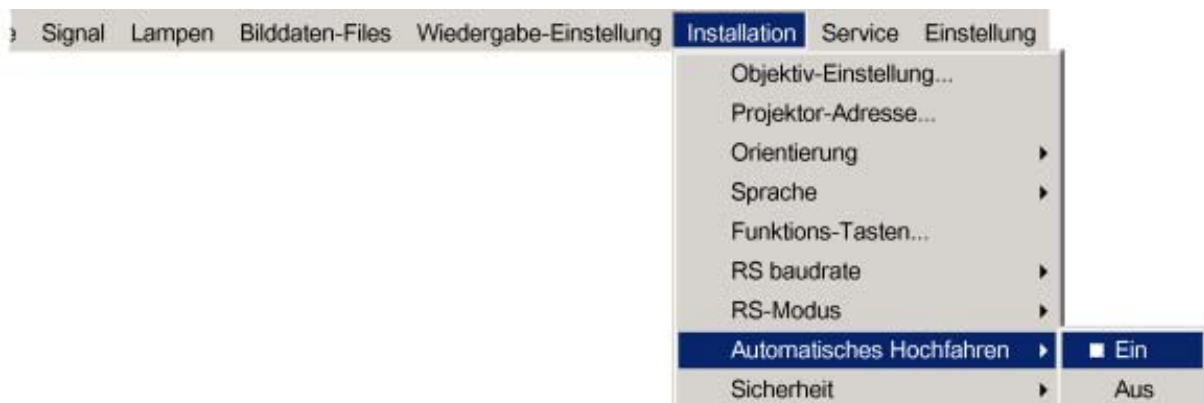 Signal Lampen Bilddaten-Files Wiedergabe-Einstellung Installation Service Einstellung
Objektiv-Einstellung...
Projektor-Adresse...
Orientierung
Sprache
Funktions-Tasten...
RS baudrate
RS-Modus
Automatisches Hochfahren Ein
Sicherheit Aus